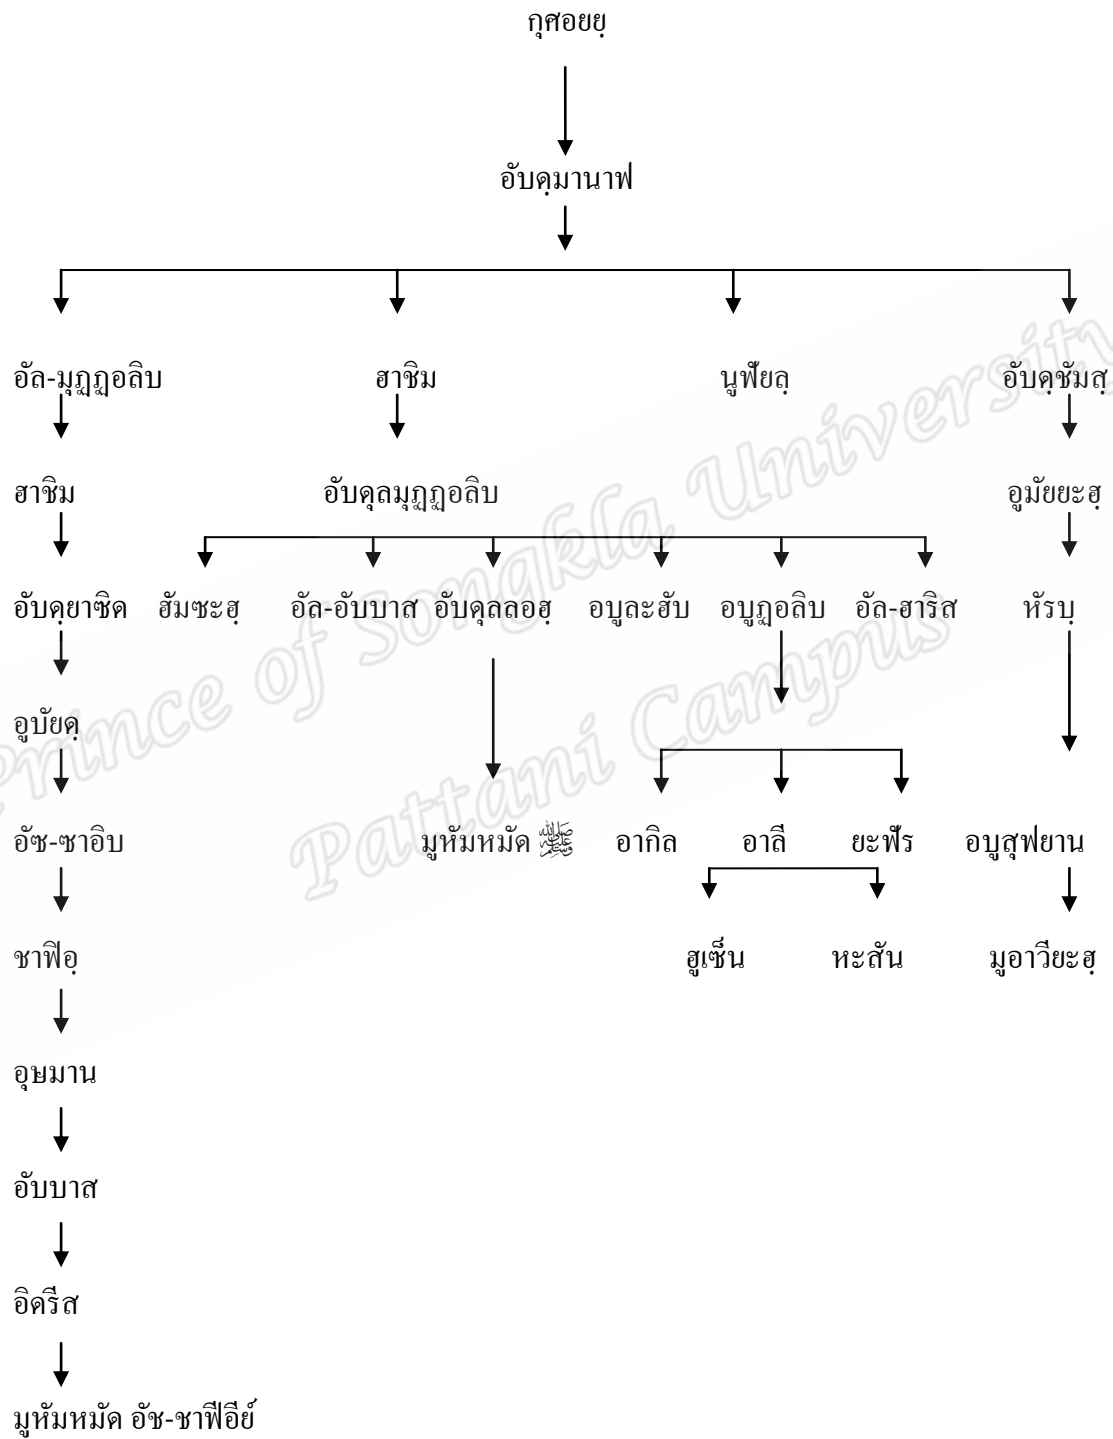 กุศอยยฺ
อับดฺมานาฟ
อัล-มุฏฏอลิบ ฮาชิม นูฟัยลฺ อับดฺชัมสฺ
ฮาชิม อับดุลมุฏฏอลิบ อูมัยยะฮฺ
อับดฺยาซิด ฮัมซะฮฺ อัล-อับบาส อับดุลลอฮฺ อบูละฮับ อบูฏอลิบ อัล-ฮาริส หัรบฺ
อูบัยดฺ
อัซ-ซาอิบ มูหัมหมัด ﷺ อากิล อาลี ยะฟัร อบูสุฟยาน
ชาฟิอฺ ฮูเซ็น หะสัน มูอาวียะฮฺ
อุษมาน
อับบาส
อิดรีส
มูหัมหมัด อัช-ชาฟีอีย์
Prince of Songkla University
Pattani Campus